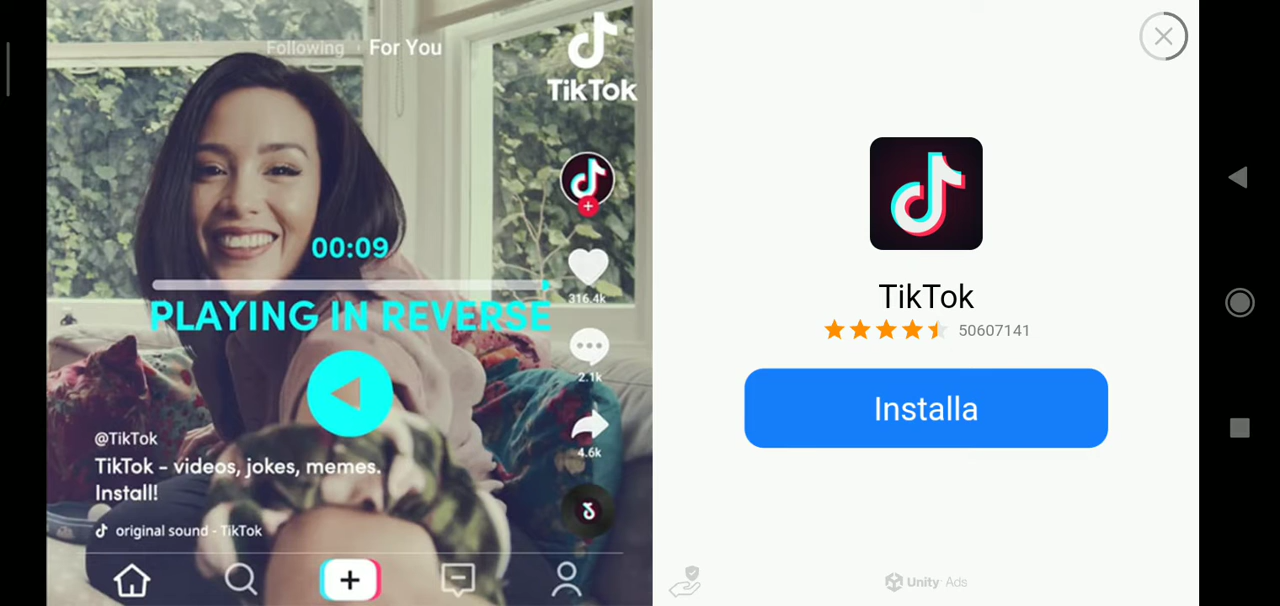 Following
For You
TikTok
00:09
316.4k
PLAYING IN REVERSE
2.1k
@TikTok
4.6k
TikTok - videos, jokes, memes.
Install!
original sound - TikTok
TikTok
50607141
Installa
Unity Ads